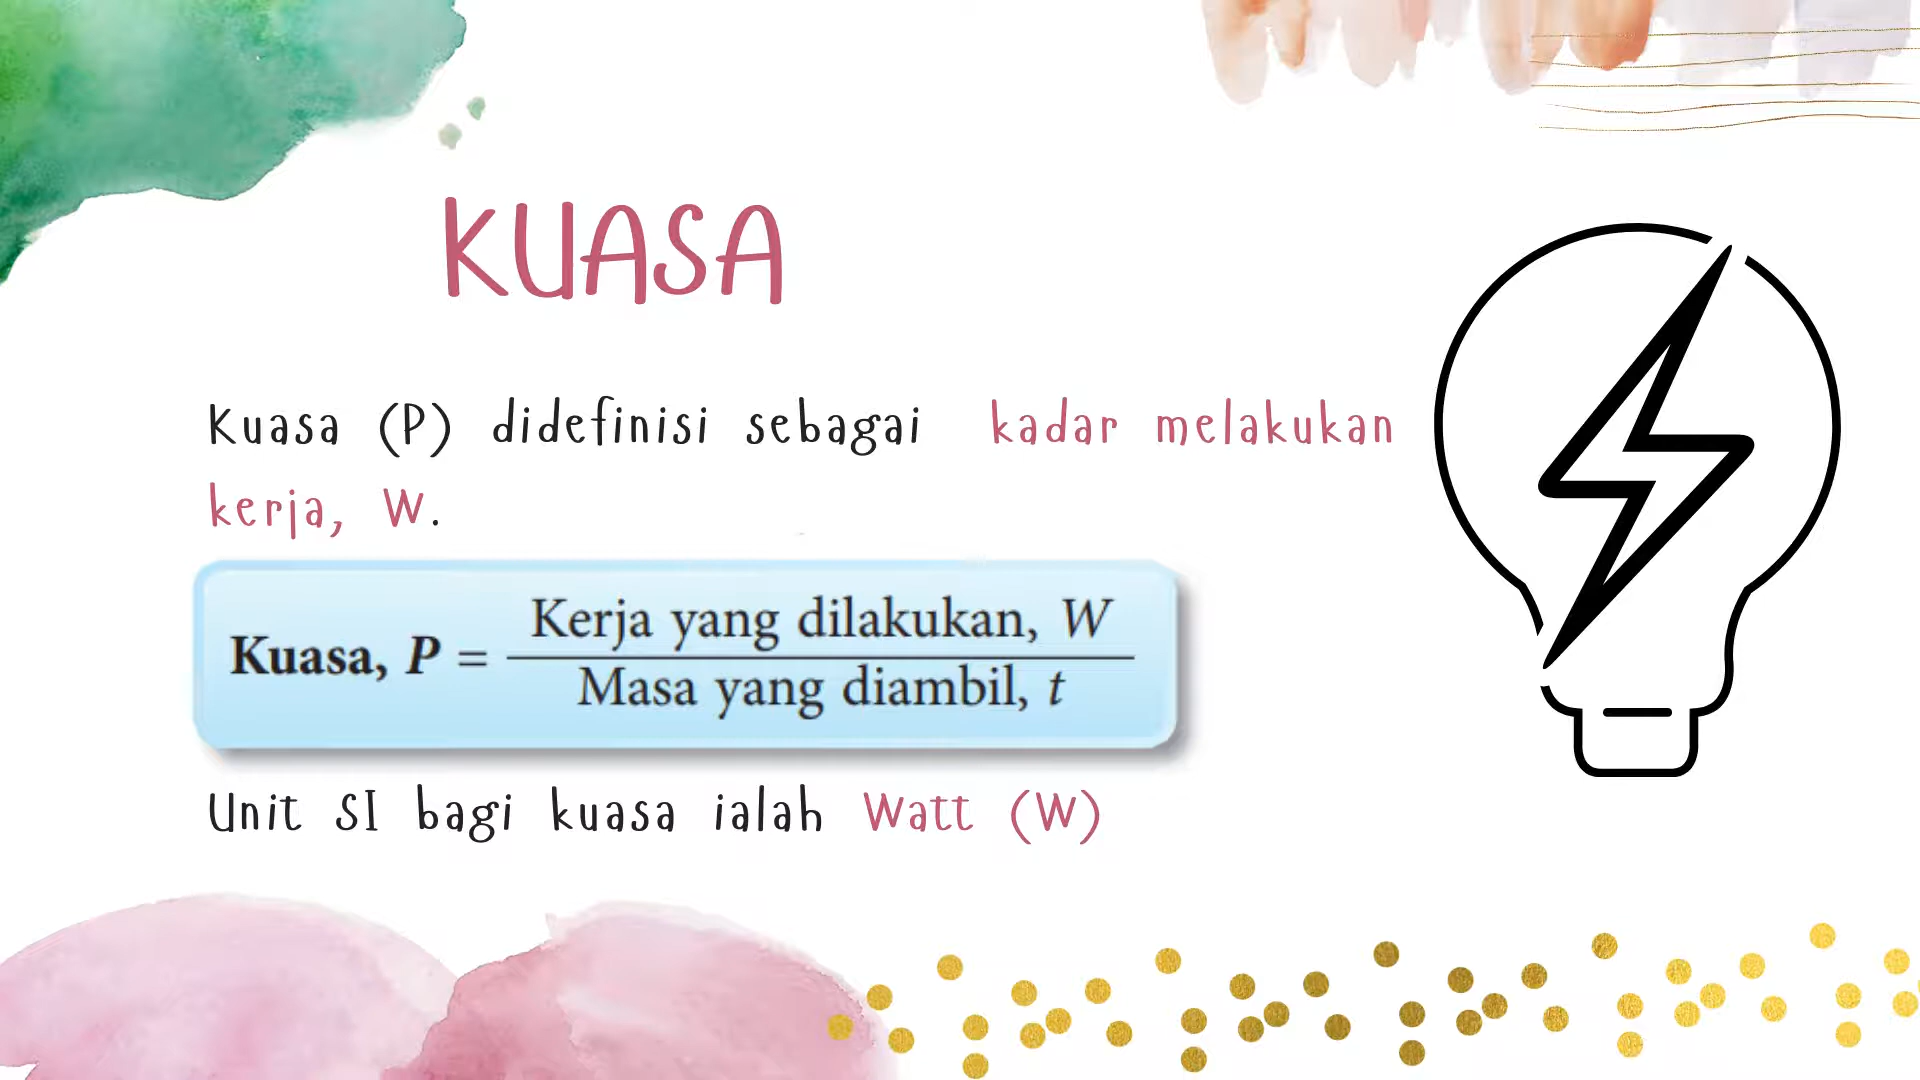 KUASA
Kuasa (P) didefinisi sebagai kadar melakukan
kerja, W.
Kuasa, P = Kerja yang dilakukan, W
Masa yang diambil, t
Unit SI bagi kuasa ialah Watt (W)